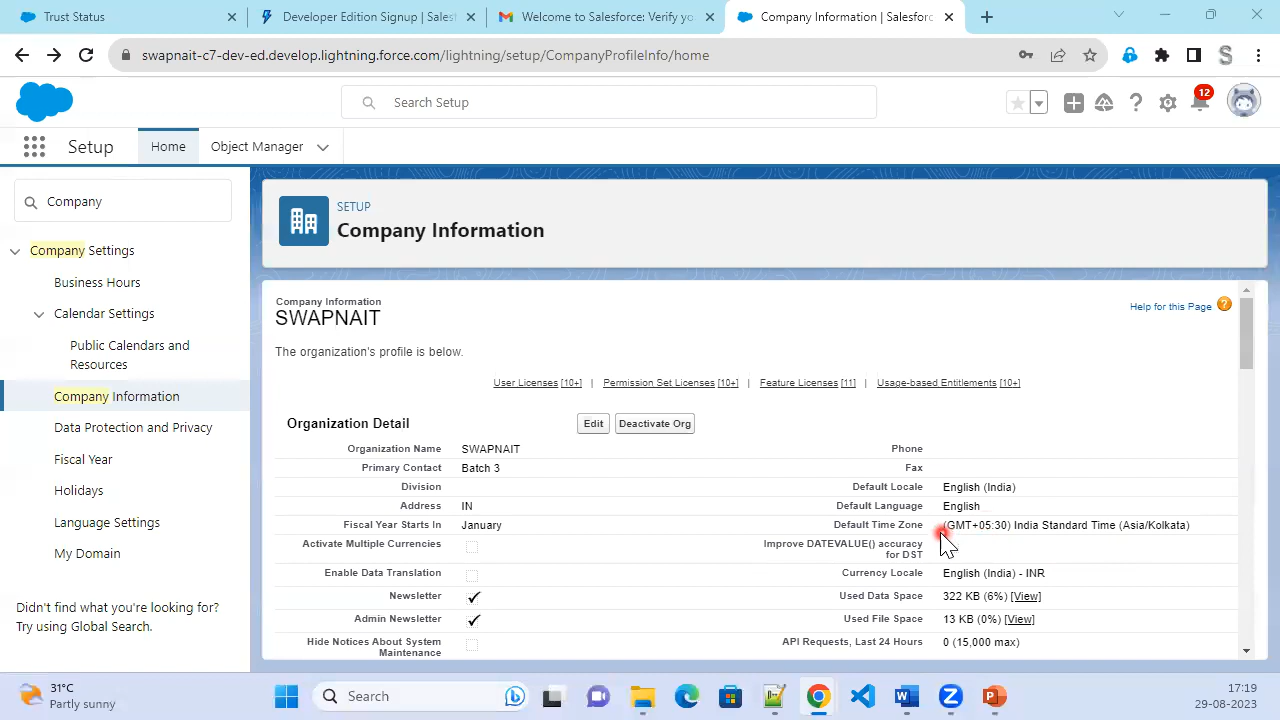 Trust Status
Developer Edition Signup | Sales
Welcome to Salesforce: Verify yo
Company Information | Salesforc
swapnait-c7-dev-ed.develop.lightning.force.com/lightning/setup/CompanyProfileInfo/home
Search Setup
12
Setup
Home
Object Manager
Company
Company Settings
Business Hours
Calendar Settings
Public Calendars and
Resources
Company Information
Data Protection and Privacy
Fiscal Year
Holidays
Language Settings
My Domain
Didn't find what you're looking for?
Try using Global Search.
SETUP
Company Information
Company Information
SWAPNAIT
Help for this Page
The organization's profile is below.
User Licenses [10+] | Permission Set Licenses [10+] | Feature Licenses [11] | Usage-based Entitlements [10+]
Organization Detail
Edit
Deactivate Org
Organization Name SWAPNAIT
Phone
Primary Contact Batch 3
Fax
Division
Default Locale English (India)
Address IN
Default Language English
Fiscal Year Starts In January
Default Time Zone (GMT+05:30) India Standard Time (Asia/Kolkata)
Activate Multiple Currencies
Improve DATEVALUE() accuracy
for DST
Enable Data Translation
Currency Locale English (India) - INR
Newsletter
Used Data Space 322 KB (6%) [View]
Admin Newsletter
Used File Space 13 KB (0%) [View]
Hide Notices About System
Maintenance
API Requests, Last 24 Hours 0 (15,000 max)
31°C
Partly sunny
Search
17:19
29-08-2023